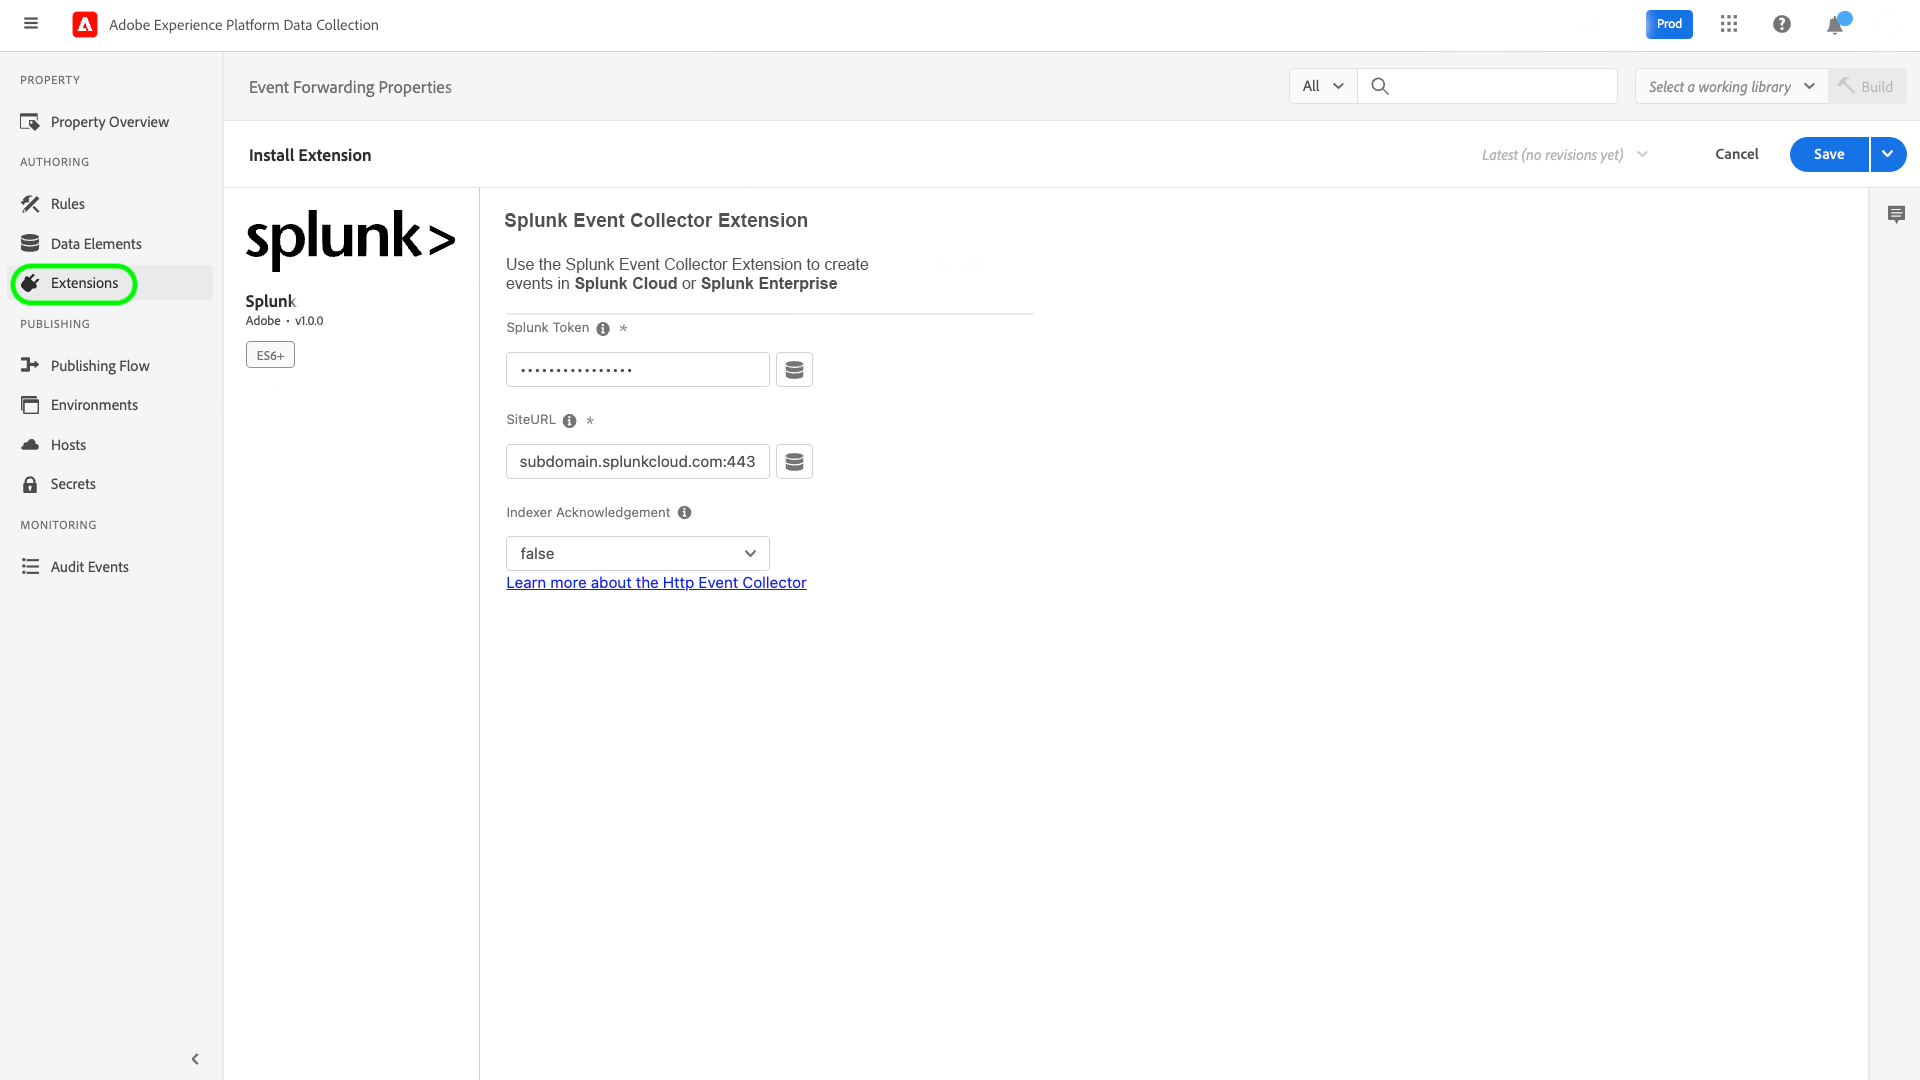 Adobe Experience Platform Data Collection
Prod
PROPERTY
Property Overview
AUTHORING
Rules
Data Elements
Extensions
PUBLISHING
Publishing Flow
Environments
Hosts
Secrets
MONITORING
Audit Events
Event Forwarding Properties
All
Select a working library
Build
Install Extension
Latest (no revisions yet)
Cancel
Save
splunk>
Splunk
Adobe • v1.0.0
ES6+
Splunk Event Collector Extension
Use the Splunk Event Collector Extension to create
events in Splunk Cloud or Splunk Enterprise
Splunk Token *
••••••••••••••••
SiteURL *
subdomain.splunkcloud.com:443
Indexer Acknowledgement
false
Learn more about the Http Event Collector